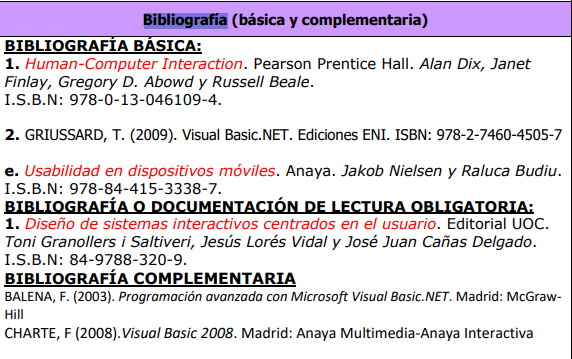 Bibliografía (básica y complementaria)
BIBLIOGRAFÍA BÁSICA:
1. Human-Computer Interaction. Pearson Prentice Hall. Alan Dix, Janet
Finlay, Gregory D. Abowd y Russell Beale.
I.S.B.N: 978-0-13-046109-4.
2. GRIUSSARD, T. (2009). Visual Basic.NET. Ediciones ENI. ISBN: 978-2-7460-4505-7
e. Usabilidad en dispositivos móviles. Anaya. Jakob Nielsen y Raluca Budiu.
I.S.B.N: 978-84-415-3338-7.
BIBLIOGRAFÍA O DOCUMENTACIÓN DE LECTURA OBLIGATORIA:
1. Diseño de sistemas interactivos centrados en el usuario. Editorial UOC.
Toni Granollers i Saltiveri, Jesús Lorés Vidal y José Juan Cañas Delgado.
I.S.B.N: 84-9788-320-9.
BIBLIOGRAFÍA COMPLEMENTARIA
BALENA, F. (2003). Programación avanzada con Microsoft Visual Basic.NET. Madrid: McGraw-
Hill
CHARTE, F (2008).Visual Basic 2008. Madrid: Anaya Multimedia-Anaya Interactiva